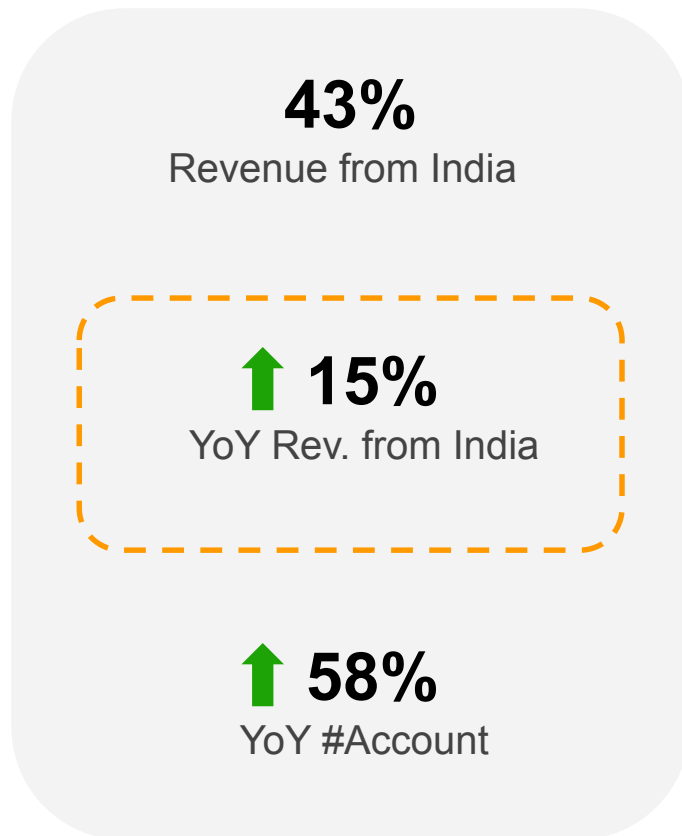 43%
Revenue from India
15%
YoY Rev. from India
58%
YoY #Account